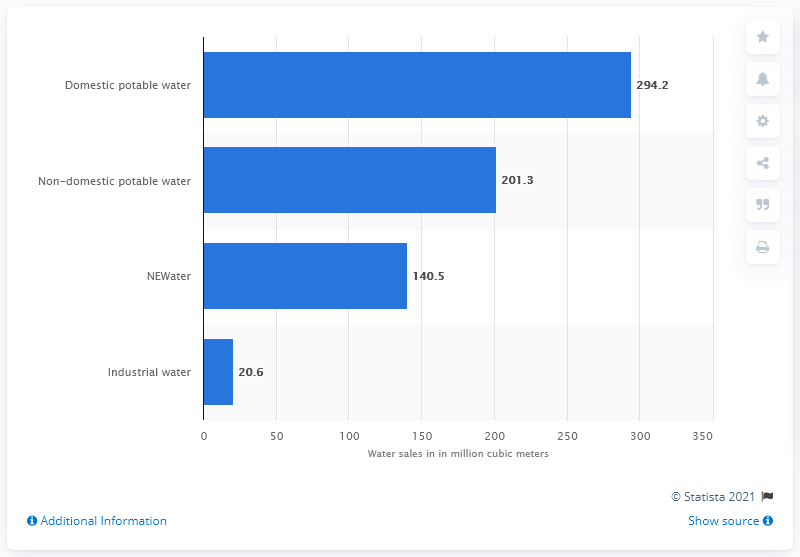 Domestic potable water 294.2
Non-domestic potable water 201.3
NEWater 140.5
Industrial water 20.6
0 50 100 150 200 250 300 350
Water sales in in million cubic meters
© Statista 2021
Additional Information Show source